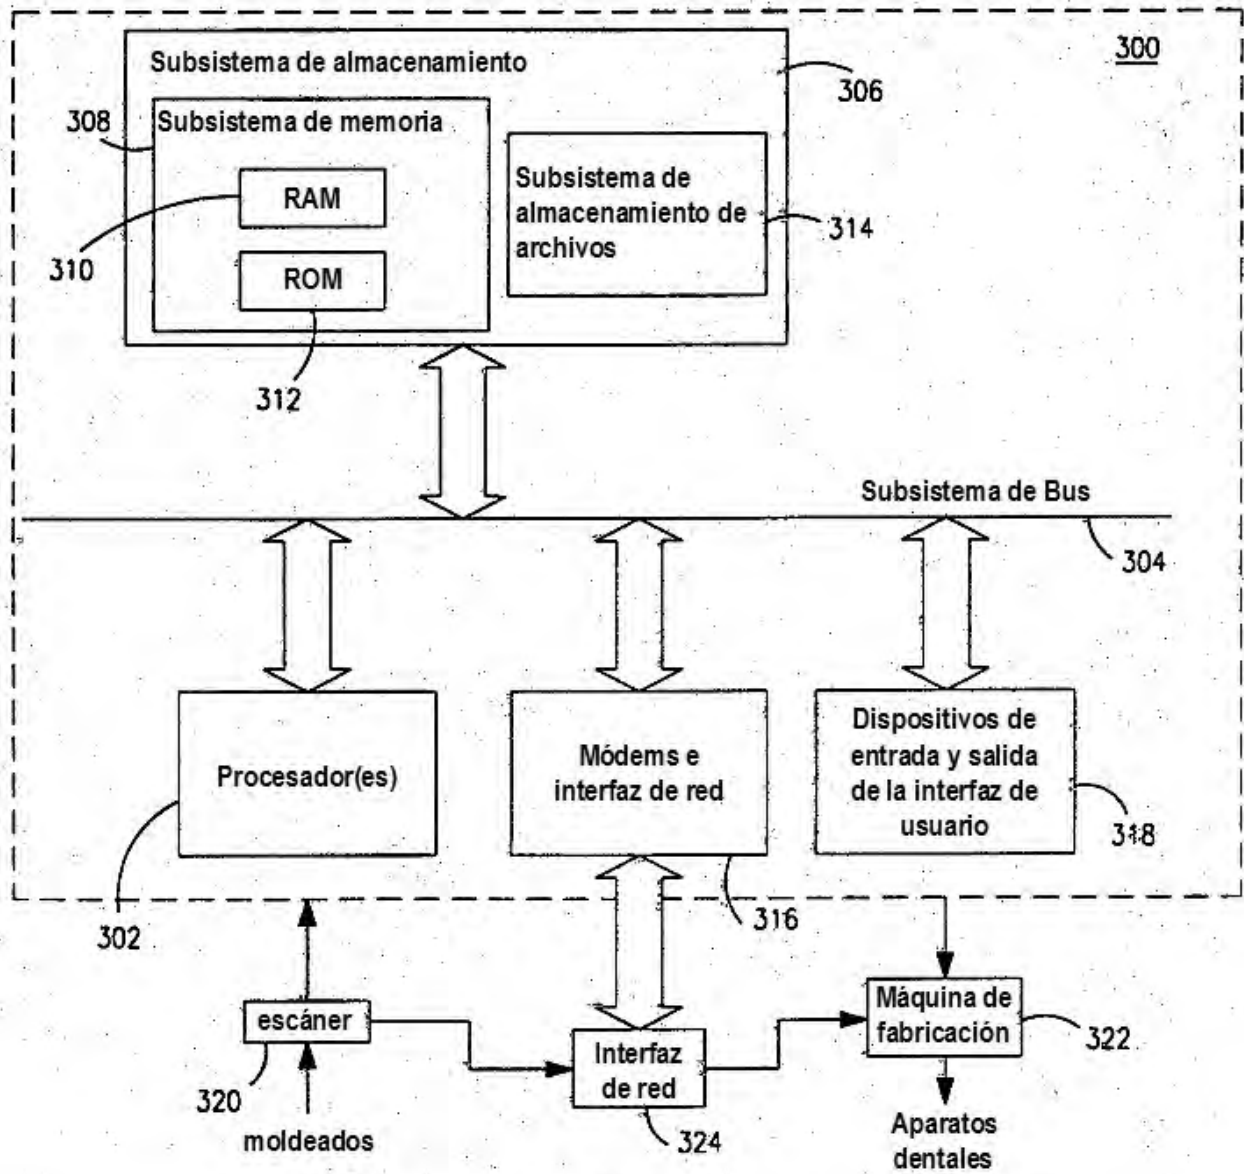 300
Subsistema de almacenamiento
306
308
Subsistema de memoria
RAM
310
ROM
312
Subsistema de
almacenamiento de
archivos
314
Subsistema de Bus
304
Procesador(es)
302
Módems e
interfaz de red
316
Dispositivos de
entrada y salida
de la interfaz de
usuario
318
escáner
320
moldeados
Interfaz
de red
324
Máquina de
fabricación
322
Aparatos
dentales